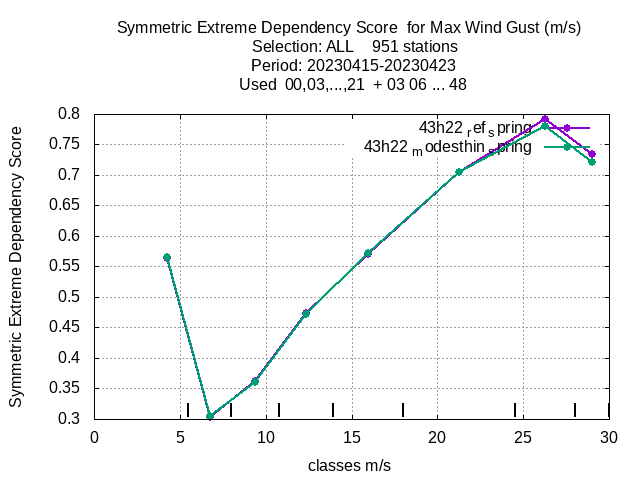 Symmetric Extreme Dependency Score  for Max Wind Gust (m/s)
Selection: ALL    951 stations
Period: 20230415-20230423
Used  00,03,...,21  + 03 06 ... 48
0.8
0.75
0.7
0.65
0.6
0.55
0.5
0.45
0.4
0.35
0.3
Symmetric Extreme Dependency Score
43h22 ref spring
43h22 modesthin spring
0 5 10 15 20 25 30
classes m/s